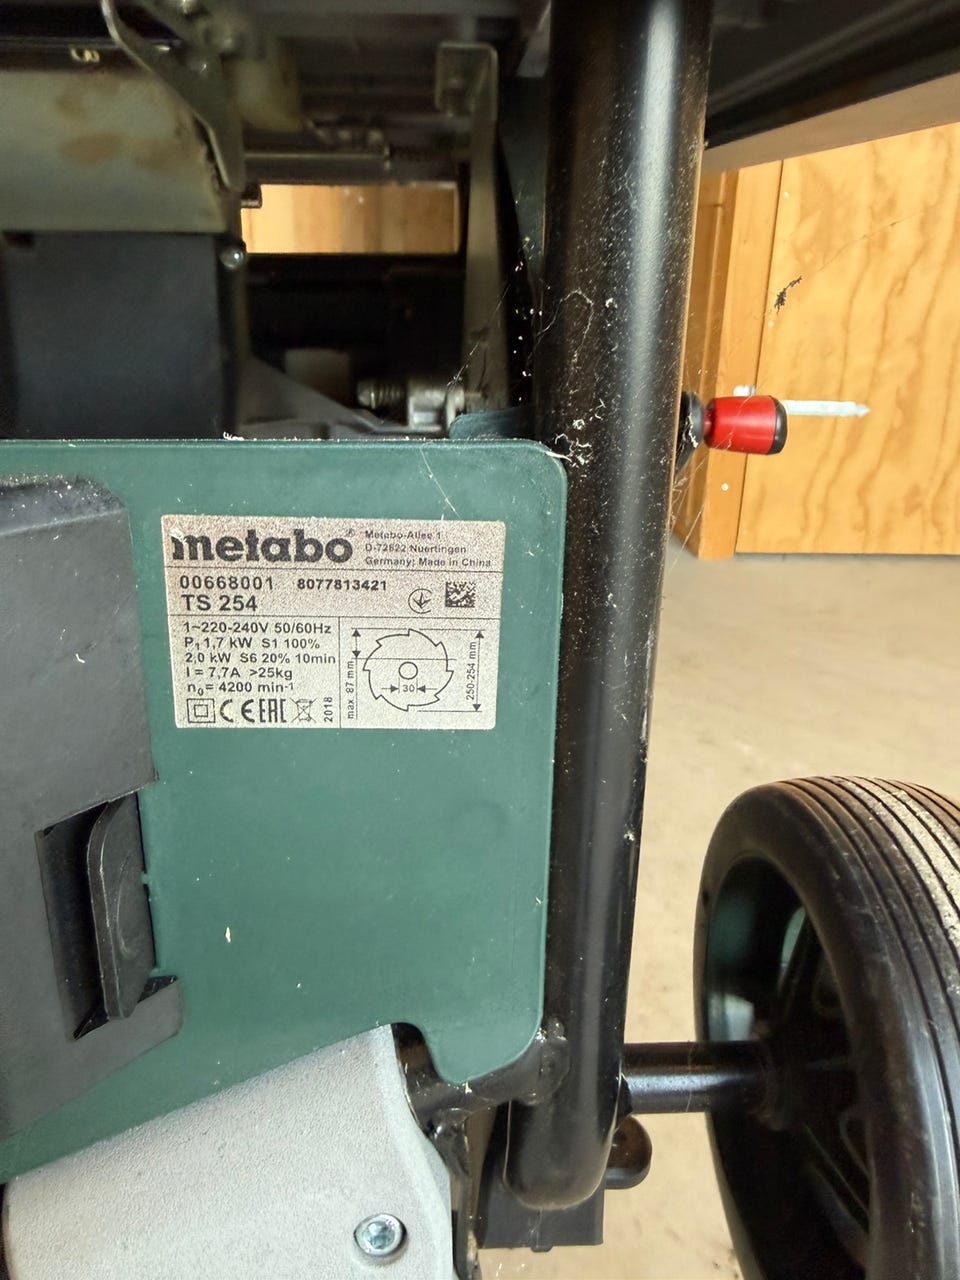 metabo
Metabo-Allee 1
D-72622 Nuertingen
Germany; Made in China
00668001 8077813421
TS 254
1~220-240V 50/60Hz
P₁ 1,7 kW S1 100%
2,0 kW S6 20% 10min
I = 7,7A >25kg
n₀= 4200 min⁻¹
CE EAC 2018
max. 87 mm
30
250-254 mm